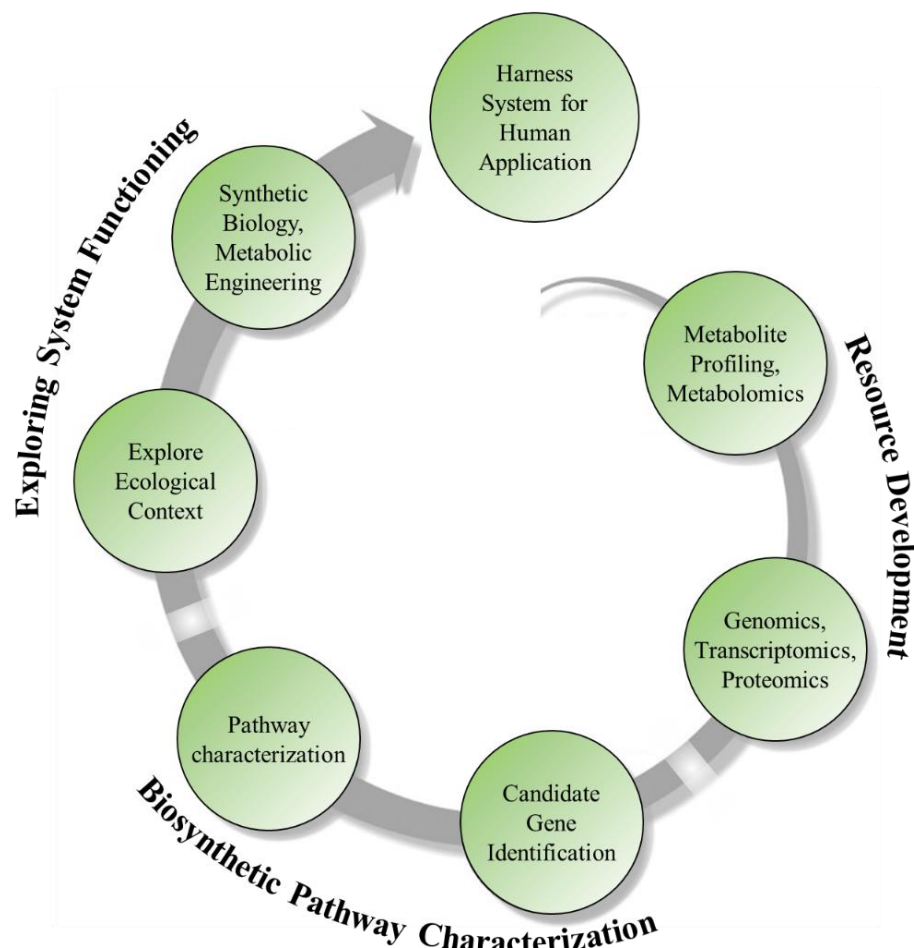 Harness
System for
Human
Application
Synthetic
Biology,
Metabolic
Engineering
Exploring System Functioning
Metabolite
Profiling,
Metabolomics
Resource Development
Explore
Ecological
Context
Genomics,
Transcriptomics,
Proteomics
Pathway
characterization
Candidate
Gene
Identification
Biosynthetic Pathway Characterization